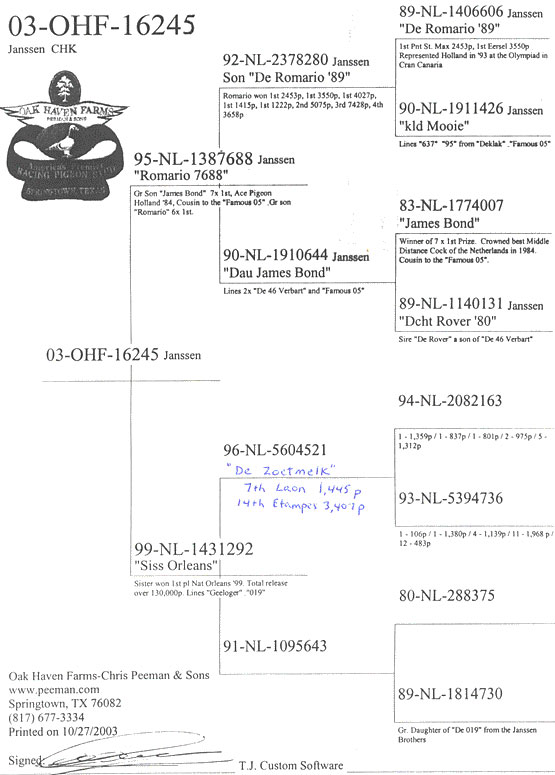 03-OHF-16245
Janssen CHK
OAK HAVEN FARMS
PEEMAN & SONS
RACING PIGEON
SPRINGTOWN, TEXAS
89-NL-1406606 Janssen
"De Romario '89"
1st Pnt St. Max 2453p, 1st Eersel 3550p
Represented Holland in '93 at the Olympiad in
Cran Canaria
92-NL-2378280 Janssen
Son "De Romario '89"
Romario won 1st 2453p, 1st 3550p, 1st 4027p,
1st 1415p, 1st 1222p, 2nd 5075p, 3rd 7428p, 4th
3658p
90-NL-1911426 Janssen
"kld Mooie"
Lines "637" "95" from "Deklak" ."Famous 05"
95-NL-1387688 Janssen
"Romario 7688"
Gr Son "James Bond" 7x 1st, Ace Pigeon
Holland '84, Cousin to the "Famous 05" ,Gr son
"Romario" 6x 1st.
83-NL-1774007
"James Bond"
Winner of 7 x 1st Prize. Crowned best Middle
Distance Cock of the Netherlands in 1984.
Cousin to the "Famous 05".
90-NL-1910644 Janssen
"Dau James Bond"
Lines 2x "De 46 Verbart" and "Famous 05"
89-NL-1140131 Janssen
"Dcht Rover '80"
Sire "De Rover" a son of "De 46 Verbart"
03-OHF-16245 Janssen
94-NL-2082163
1 - 1,359p / 1 - 837p / 1 - 801p / 2 - 975p / 5 -
1,312p
96-NL-5604521
"De Zoetmelk"
7th Laon 1,445p
14th Etampes 3,407p
93-NL-5394736
1 - 106p / 1 - 1,380p / 4 - 1,139p / 11 - 1,968 p /
12 - 483p
99-NL-1431292
"Siss Orleans"
Sister won 1st pl Nat Orleans '99. Total release
over 130,000p. Lines "Geeloger" ."019"
80-NL-288375
91-NL-1095643
89-NL-1814730
Gr. Daughter of "De 019" from the Janssen
Brothers
Oak Haven Farms-Chris Peeman & Sons
www.peeman.com
Springtown, TX 76082
(817) 677-3334
Printed on 10/27/2003
Signed:
T.J. Custom Software